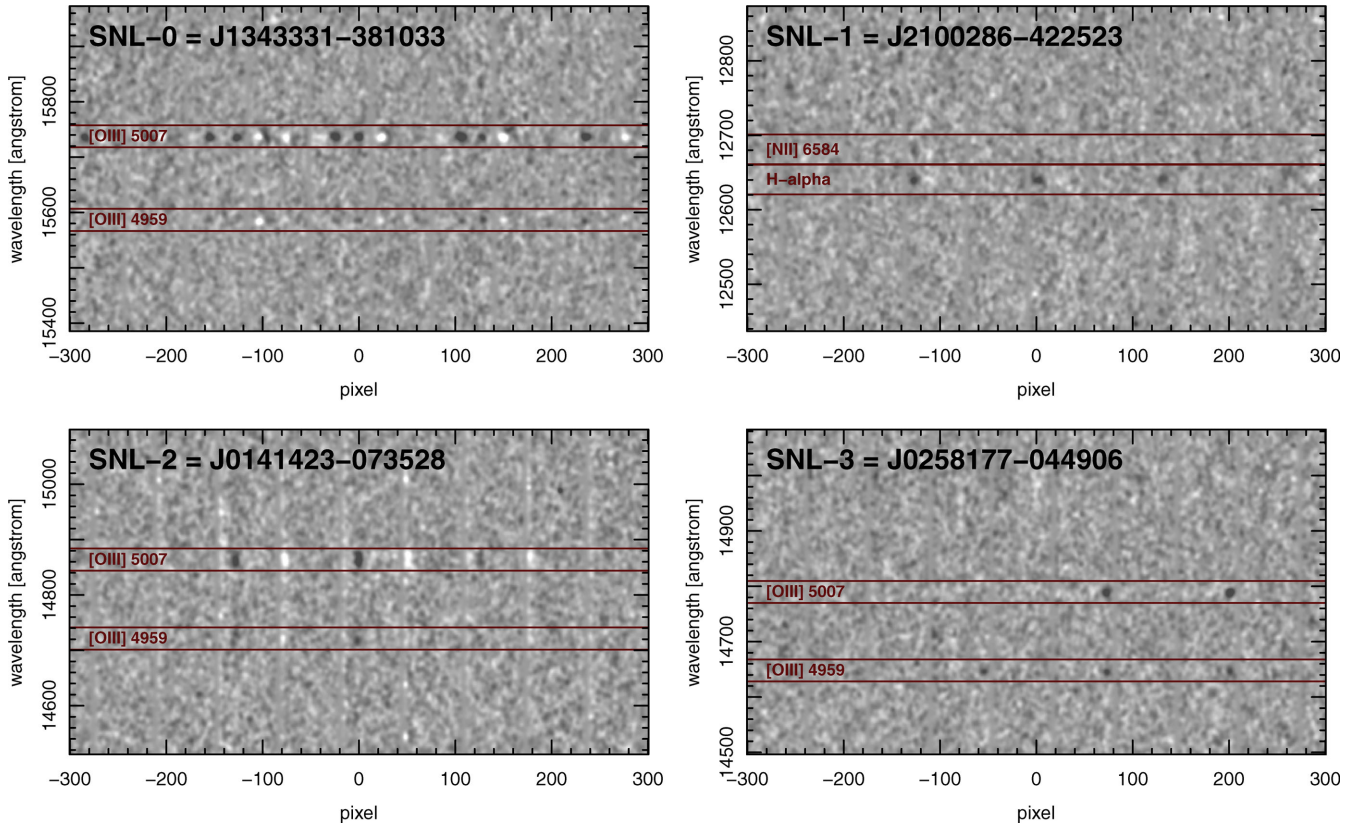 SNL−0 = J1343331−381033
wavelength [angstrom]
15800
15600
15400
[OIII] 5007
[OIII] 4959
−300 −200 −100 0 100 200 300
pixel
SNL−1 = J2100286−422523
wavelength [angstrom]
12800
12700
12600
12500
[NII] 6584
H−alpha
−300 −200 −100 0 100 200 300
pixel
SNL−2 = J0141423−073528
wavelength [angstrom]
15000
14800
14600
[OIII] 5007
[OIII] 4959
−300 −200 −100 0 100 200 300
pixel
SNL−3 = J0258177−044906
wavelength [angstrom]
14900
14700
14500
[OIII] 5007
[OIII] 4959
−300 −200 −100 0 100 200 300
pixel